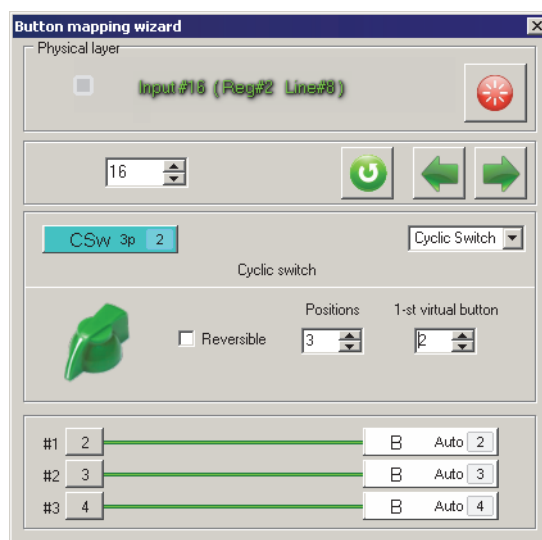 Button mapping wizard
Physical layer
Input#16 (Reg#2 Line#8)
16
CSw 3p 2
Cyclic Switch
Cyclic switch
Positions 1-st virtual button
Reversible 3 2
#1 2 B Auto 2
#2 3 B Auto 3
#3 4 B Auto 4